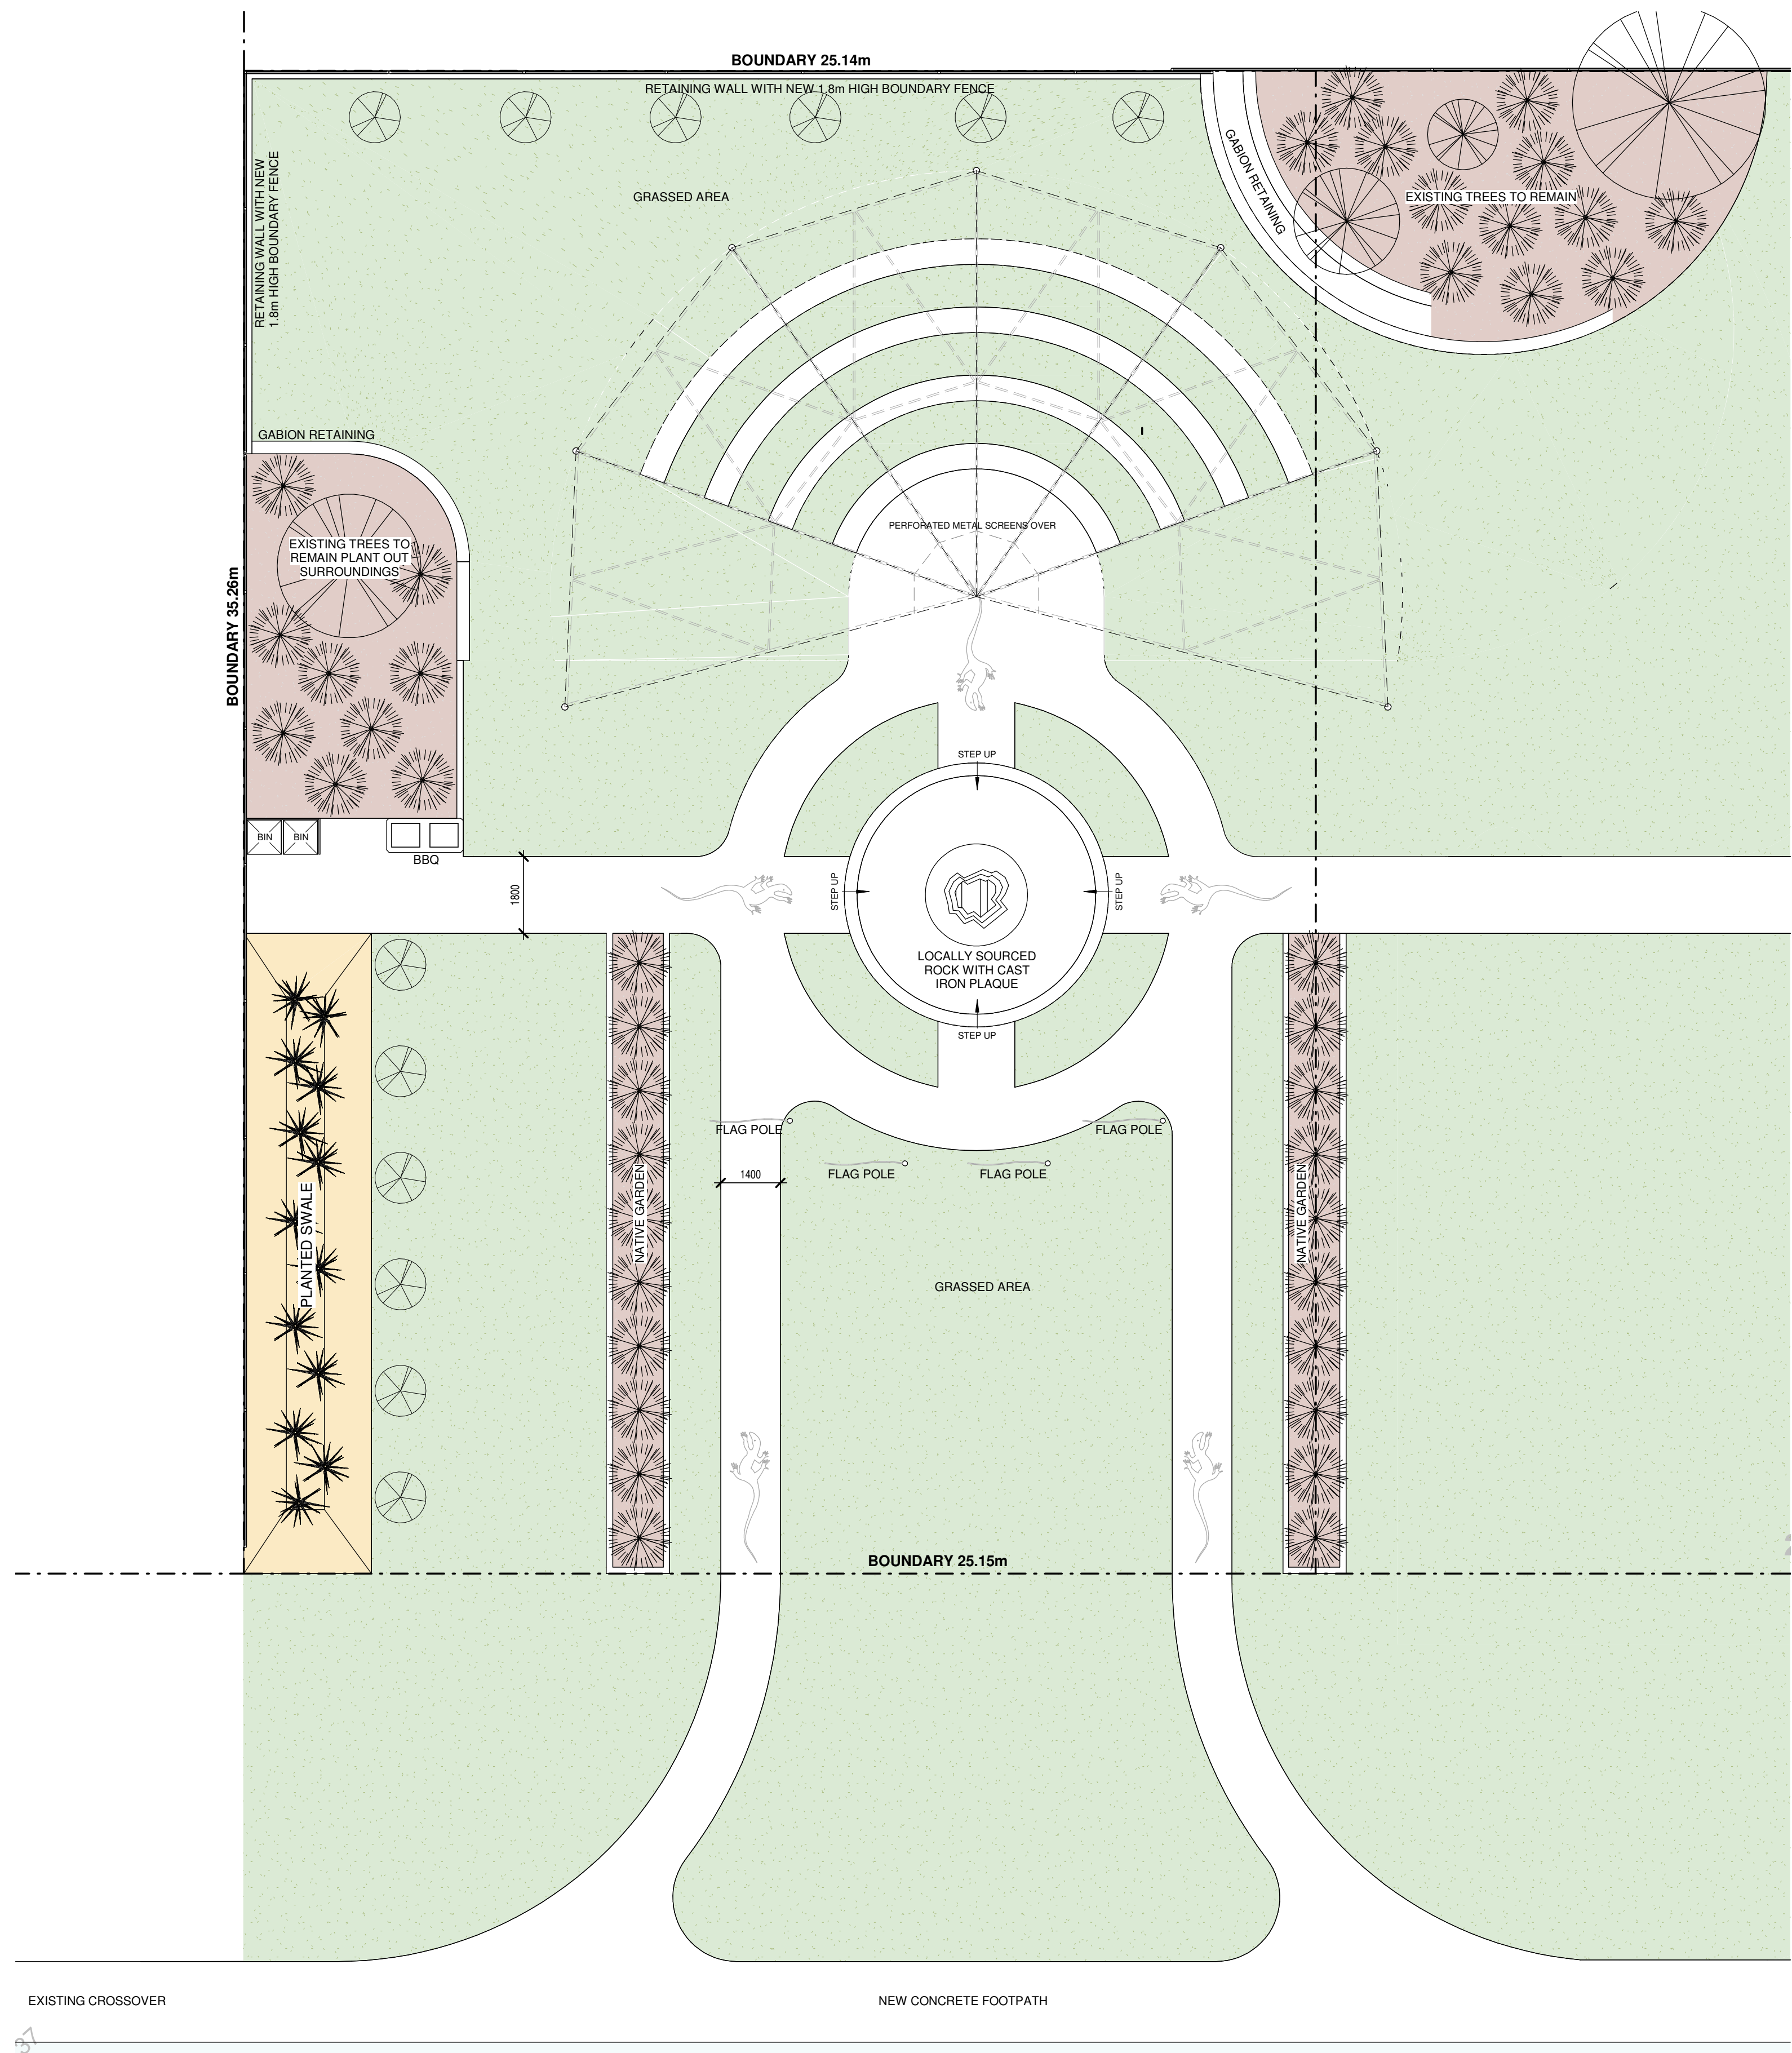 BOUNDARY 25.14m
RETAINING WALL WITH NEW 1.8m HIGH BOUNDARY FENCE
RETAINING WALL WITH NEW
1.8m HIGH BOUNDARY FENCE
GRASSED AREA
GABION RETAINING
EXISTING TREES TO REMAIN
GABION RETAINING
PERFORATED METAL SCREENS OVER
EXISTING TREES TO
REMAIN PLANT OUT
SURROUNDINGS
BOUNDARY 35.26m
STEP UP
BIN
BIN
BBQ
1800
STEP UP
STEP UP
LOCALLY SOURCED
ROCK WITH CAST
IRON PLAQUE
STEP UP
FLAG POLE
FLAG POLE
FLAG POLE
FLAG POLE
1400
PLANTED SWALE
NATIVE GARDEN
NATIVE GARDEN
GRASSED AREA
BOUNDARY 25.15m
EXISTING CROSSOVER
NEW CONCRETE FOOTPATH
37